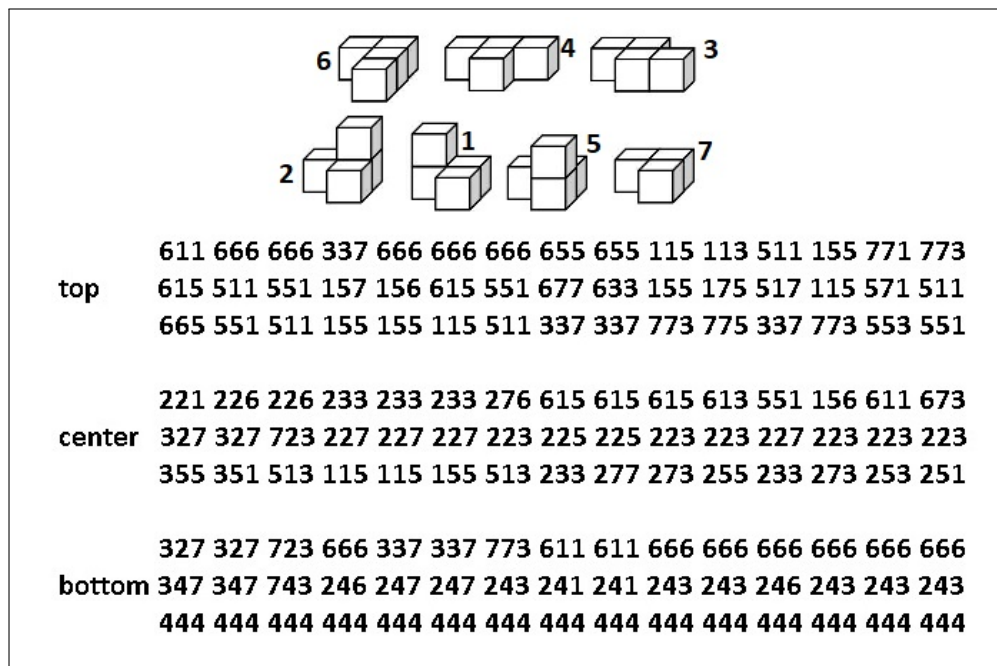 6 4 3
2 1 5 7
611 666 666 337 666 666 666 655 655 115 113 511 155 771 773
top 615 511 551 157 156 615 551 677 633 155 175 517 115 571 511
665 551 511 155 155 115 511 337 337 773 775 337 773 553 551
221 226 226 233 233 233 276 615 615 615 613 551 156 611 673
center 327 327 723 227 227 227 223 225 225 223 223 227 223 223 223
355 351 513 115 115 155 513 233 277 273 255 233 273 253 251
327 327 723 666 337 337 773 611 611 666 666 666 666 666 666
bottom 347 347 743 246 247 247 243 241 241 243 243 246 243 243 243
444 444 444 444 444 444 444 444 444 444 444 444 444 444 444